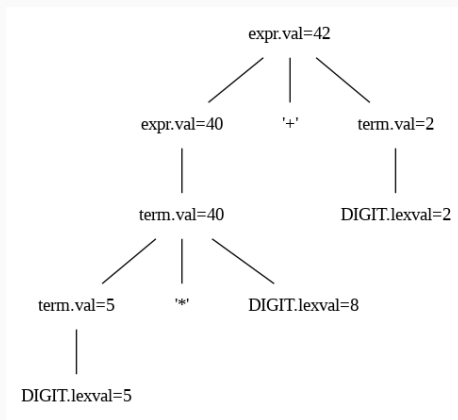 expr.val=42
expr.val=40 '+' term.val=2
term.val=40 DIGIT.lexval=2
term.val=5 '*' DIGIT.lexval=8
DIGIT.lexval=5